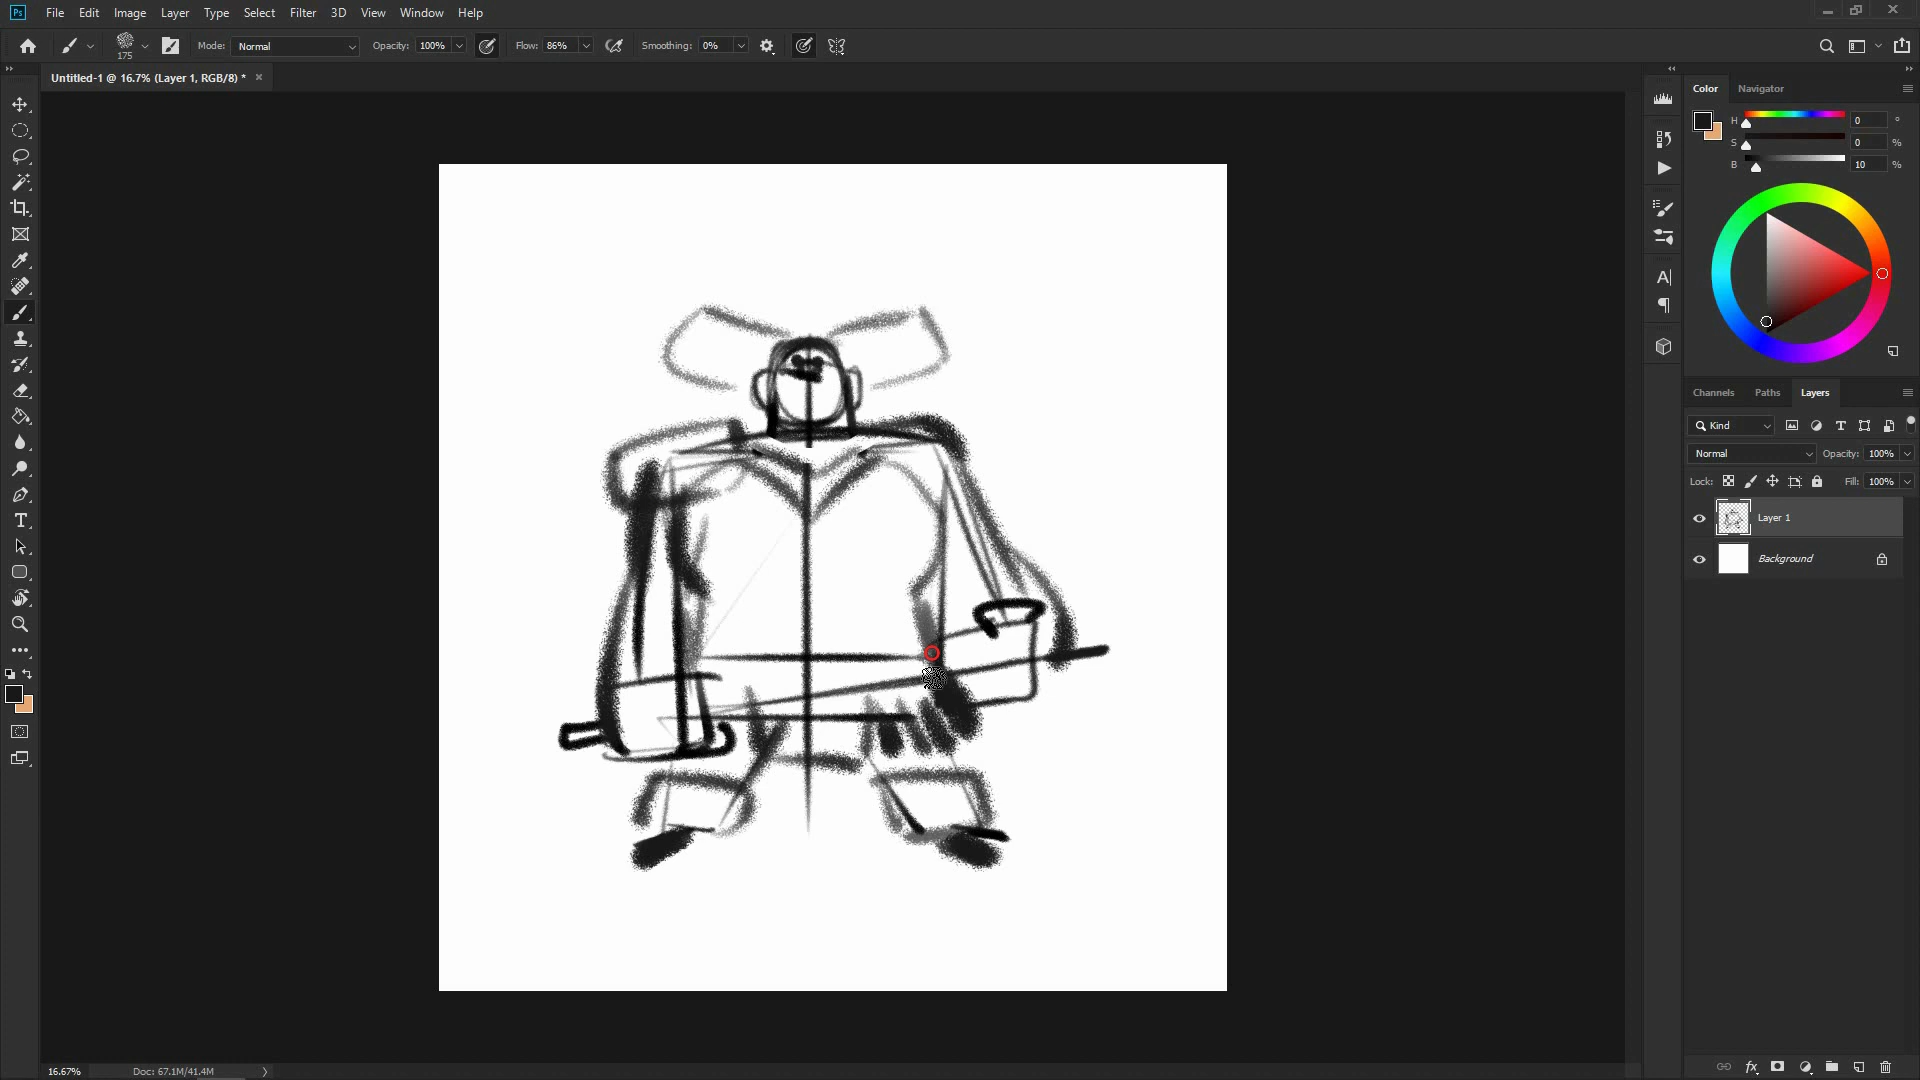 Ps File Edit Image Layer Type Select Filter 3D View Window Help
175 Mode: Normal Opacity: 100% Flow: 86% Smoothing: 0%
Untitled-1 @ 16.7% (Layer 1, RGB/8) * ×
Color Navigator
H 0 °
S 0 %
B 10 %
Channels Paths Layers
Kind
Normal Opacity: 100%
Lock: Fill: 100%
Layer 1
Background
16.67% Doc: 67.1M/41.4M